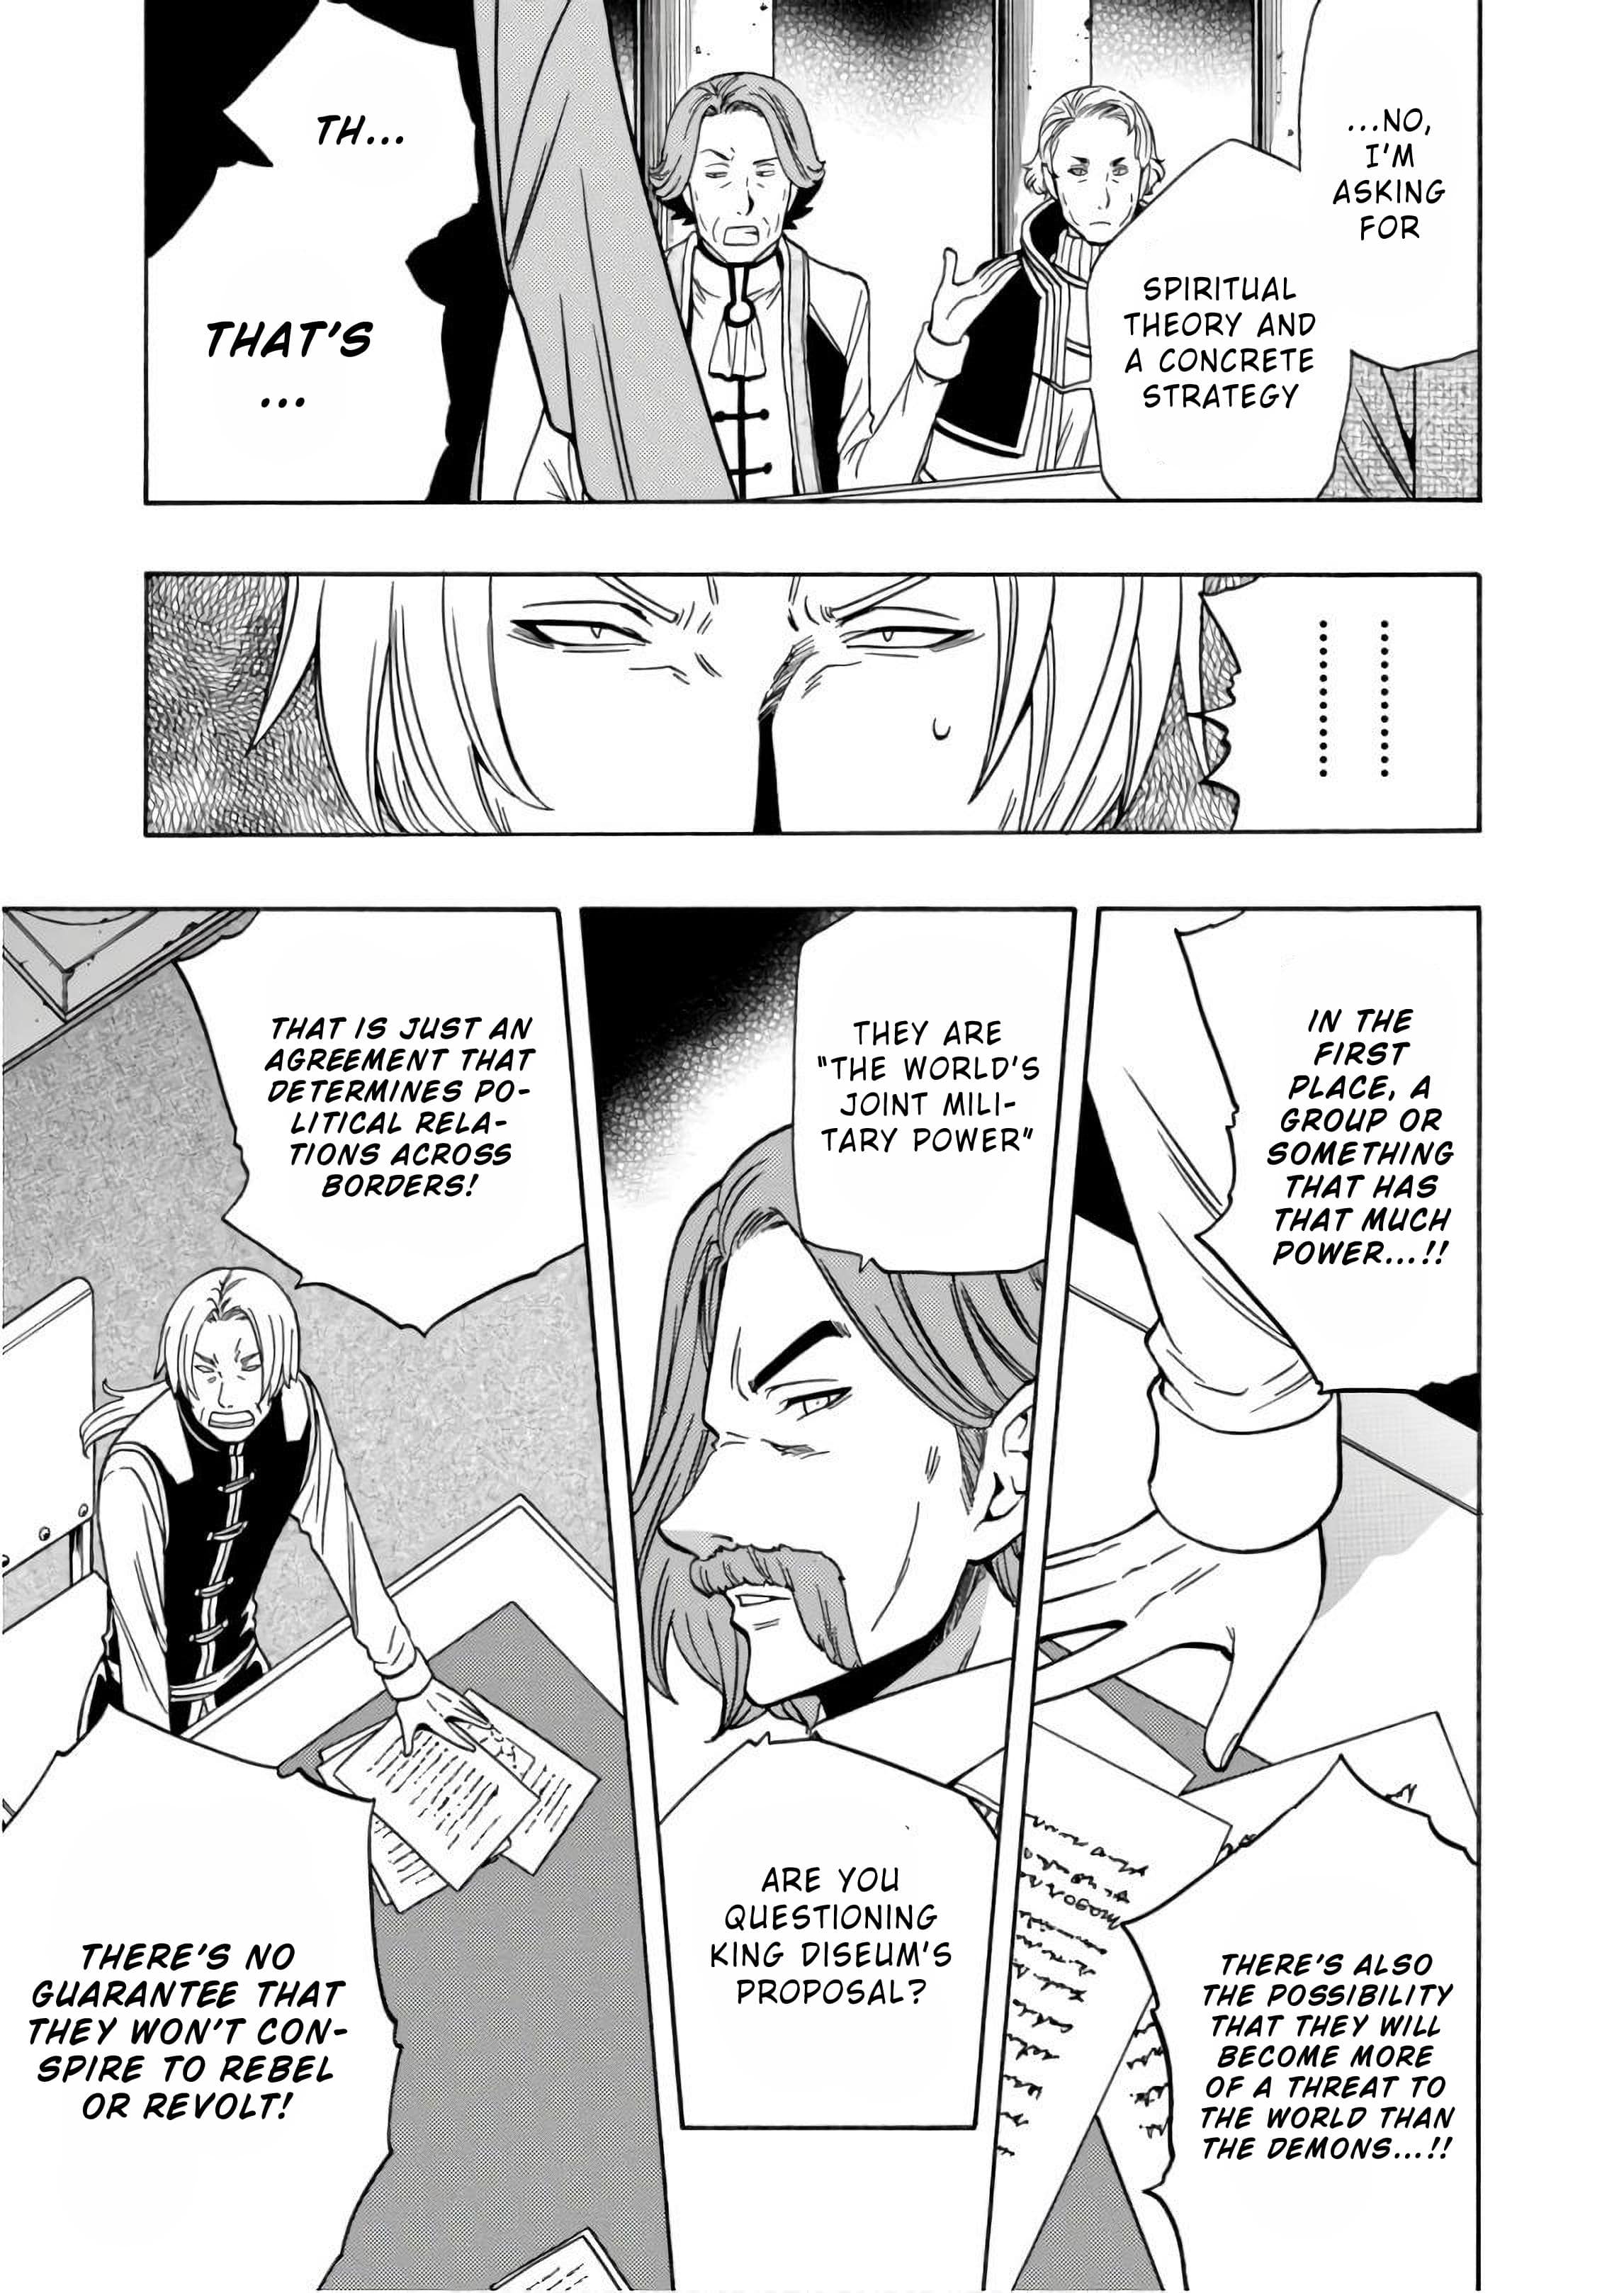 ...NO,
I'M
ASKING
FOR
SPIRITUAL
THEORY AND
A CONCRETE
STRATEGY
TH...
THAT'S
...
IN THE
FIRST
PLACE, A
GROUP OR
SOMETHING
THAT HAS
THAT MUCH
POWER...!!
THERE'S ALSO
THE POSSIBILITY
THAT THEY WILL
BECOME MORE
OF A THREAT TO
THE WORLD THAN
THE DEMONS...!!
THEY ARE
"THE WORLD'S
JOINT MILI-
TARY POWER"
ARE YOU
QUESTIONING
KING DISEUM'S
PROPOSAL?
THAT IS JUST AN
AGREEMENT THAT
DETERMINES PO-
LITICAL RELA-
TIONS ACROSS
BORDERS!
THERE'S NO
GUARANTEE THAT
THEY WON'T CON-
SPIRE TO REBEL
OR REVOLT!